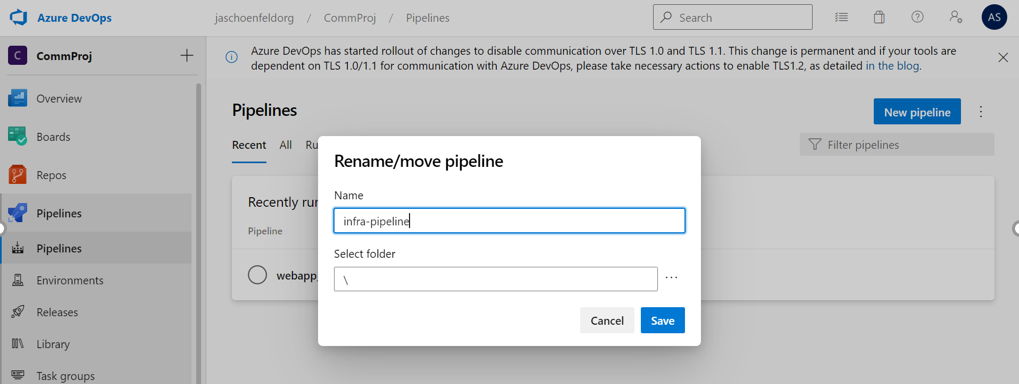 Azure DevOps
jaschoenfeldorg / CommProj / Pipelines
Search
AS
C CommProj
Overview
Boards
Repos
Pipelines
Pipelines
Environments
Releases
Library
Task groups
Azure DevOps has started rollout of changes to disable communication over TLS 1.0 and TLS 1.1. This change is permanent and if your tools are
dependent on TLS 1.0/1.1 for communication with Azure DevOps, please take necessary actions to enable TLS1.2, as detailed in the blog.
Pipelines
New pipeline
Recent All Ru
Filter pipelines
Recently ru
Pipeline
webapp
Rename/move pipeline
Name
infra-pipeline
Select folder
\
Cancel Save